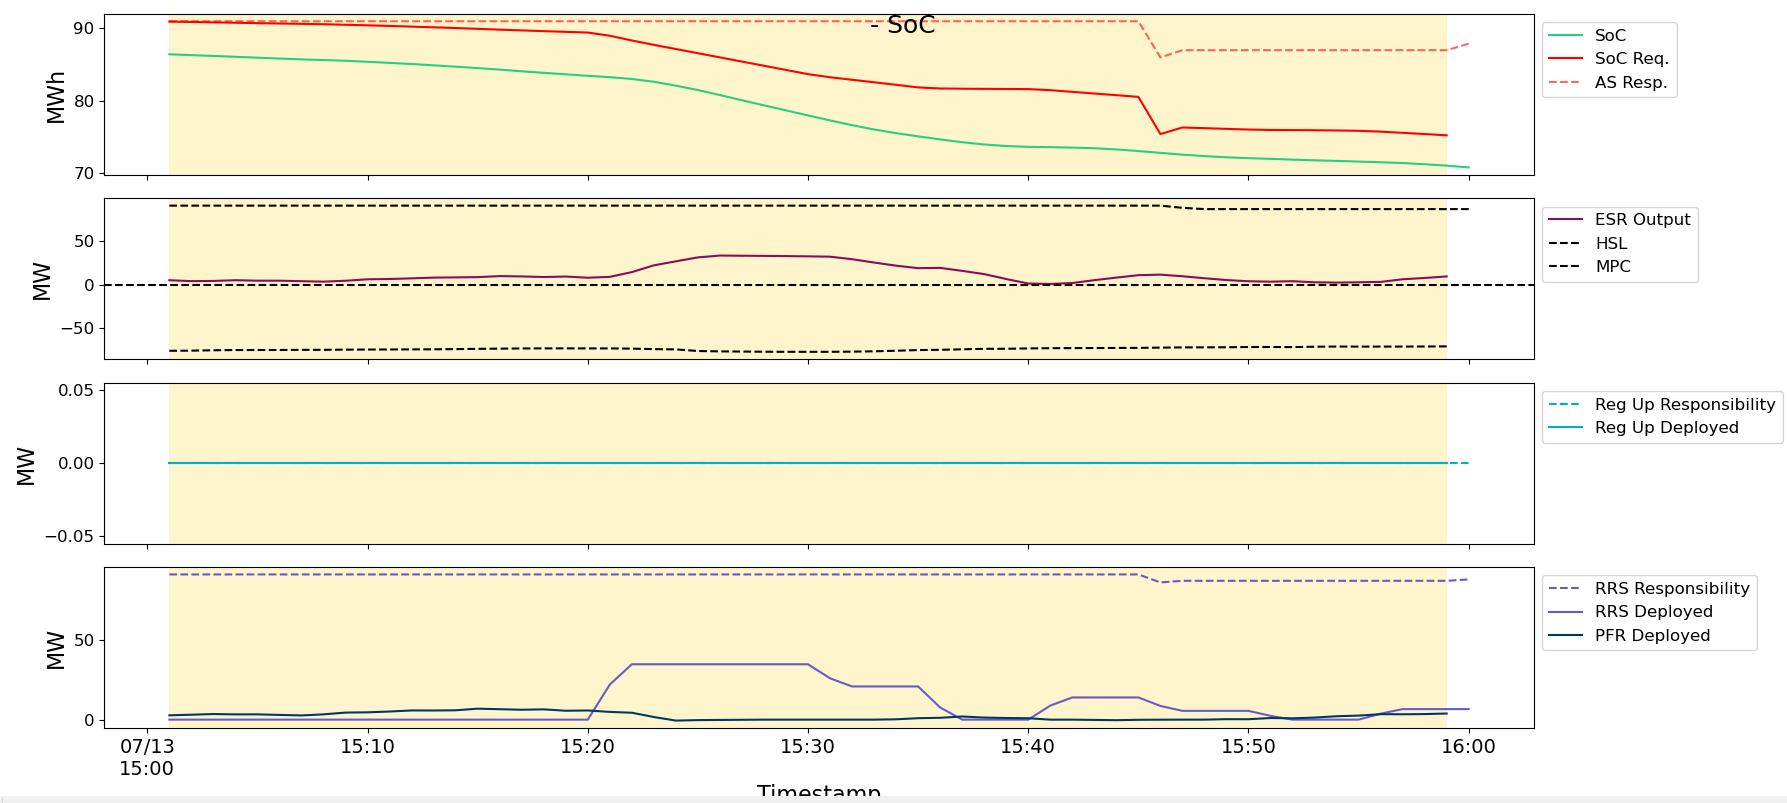 - SoC
90
80
70
MWh
SoC
SoC Req.
AS Resp.
50
0
−50
MW
ESR Output
HSL
MPC
0.05
0.00
−0.05
MW
Reg Up Responsibility
Reg Up Deployed
50
0
MW
RRS Responsibility
RRS Deployed
PFR Deployed
07/13 15:10 15:20 15:30 15:40 15:50 16:00
15:00
Timestamp